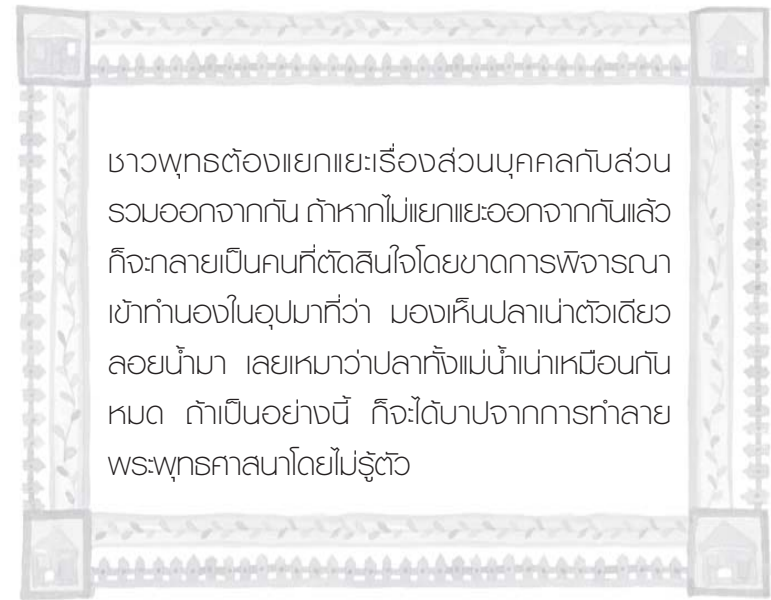 ชาวพุทธต้องแยกแยะเรื่องส่วนบุคคลกับส่วน
รวมออกจากกัน ถ้าหากไม่แยกแยะออกจากกันแล้ว
ก็จะกลายเป็นคนที่ตัดสินใจโดยขาดการพิจารณา
เข้าทำนองในอุปมาที่ว่า มองเห็นปลาเน่าตัวเดียว
ลอยน้ำมา เลยเหมาว่าปลาทั้งแม่น้ำเน่าเหมือนกัน
หมด ถ้าเป็นอย่างนี้ ก็จะได้บาปจากการทำลาย
พระพุทธศาสนาโดยไม่รู้ตัว